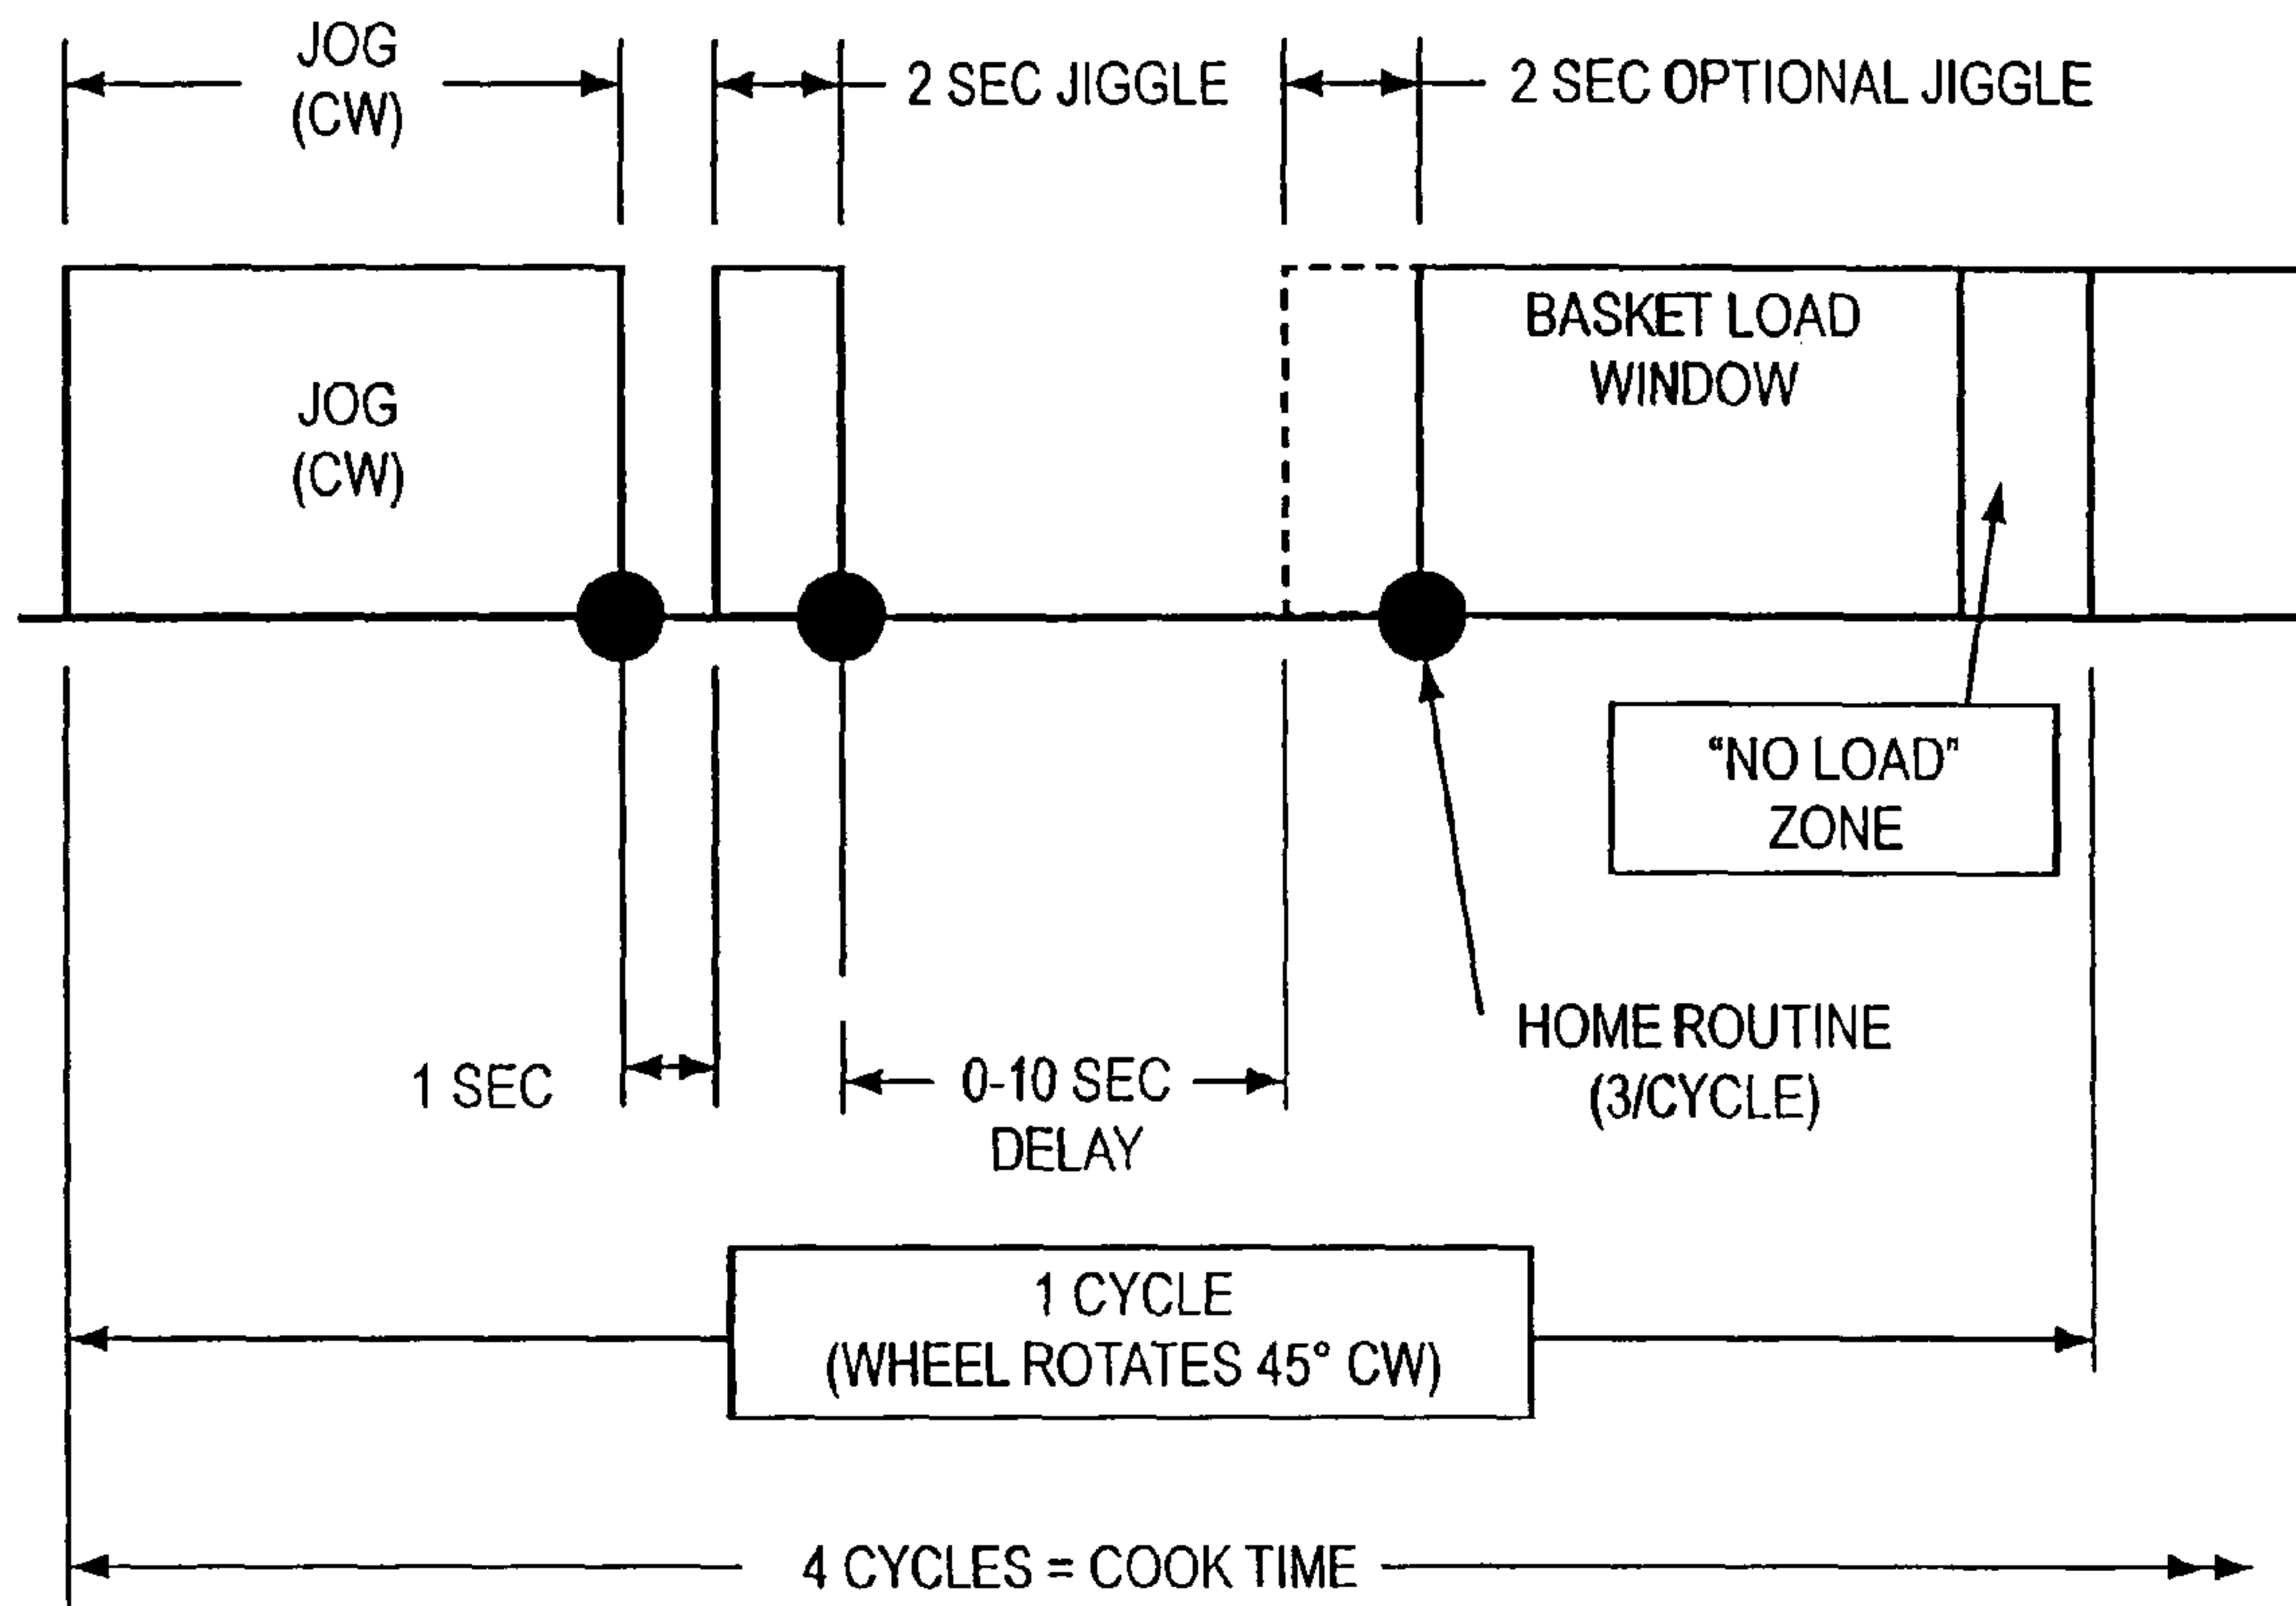 JOG
(CW)
2 SEC JIGGLE
2 SEC OPTIONAL JIGGLE
JOG
(CW)
BASKET LOAD
WINDOW
“NO LOAD”
ZONE
HOME ROUTINE
(3/CYCLE)
1 SEC
0-10 SEC
DELAY
1 CYCLE
(WHEEL ROTATES 45° CW)
4 CYCLES = COOK TIME